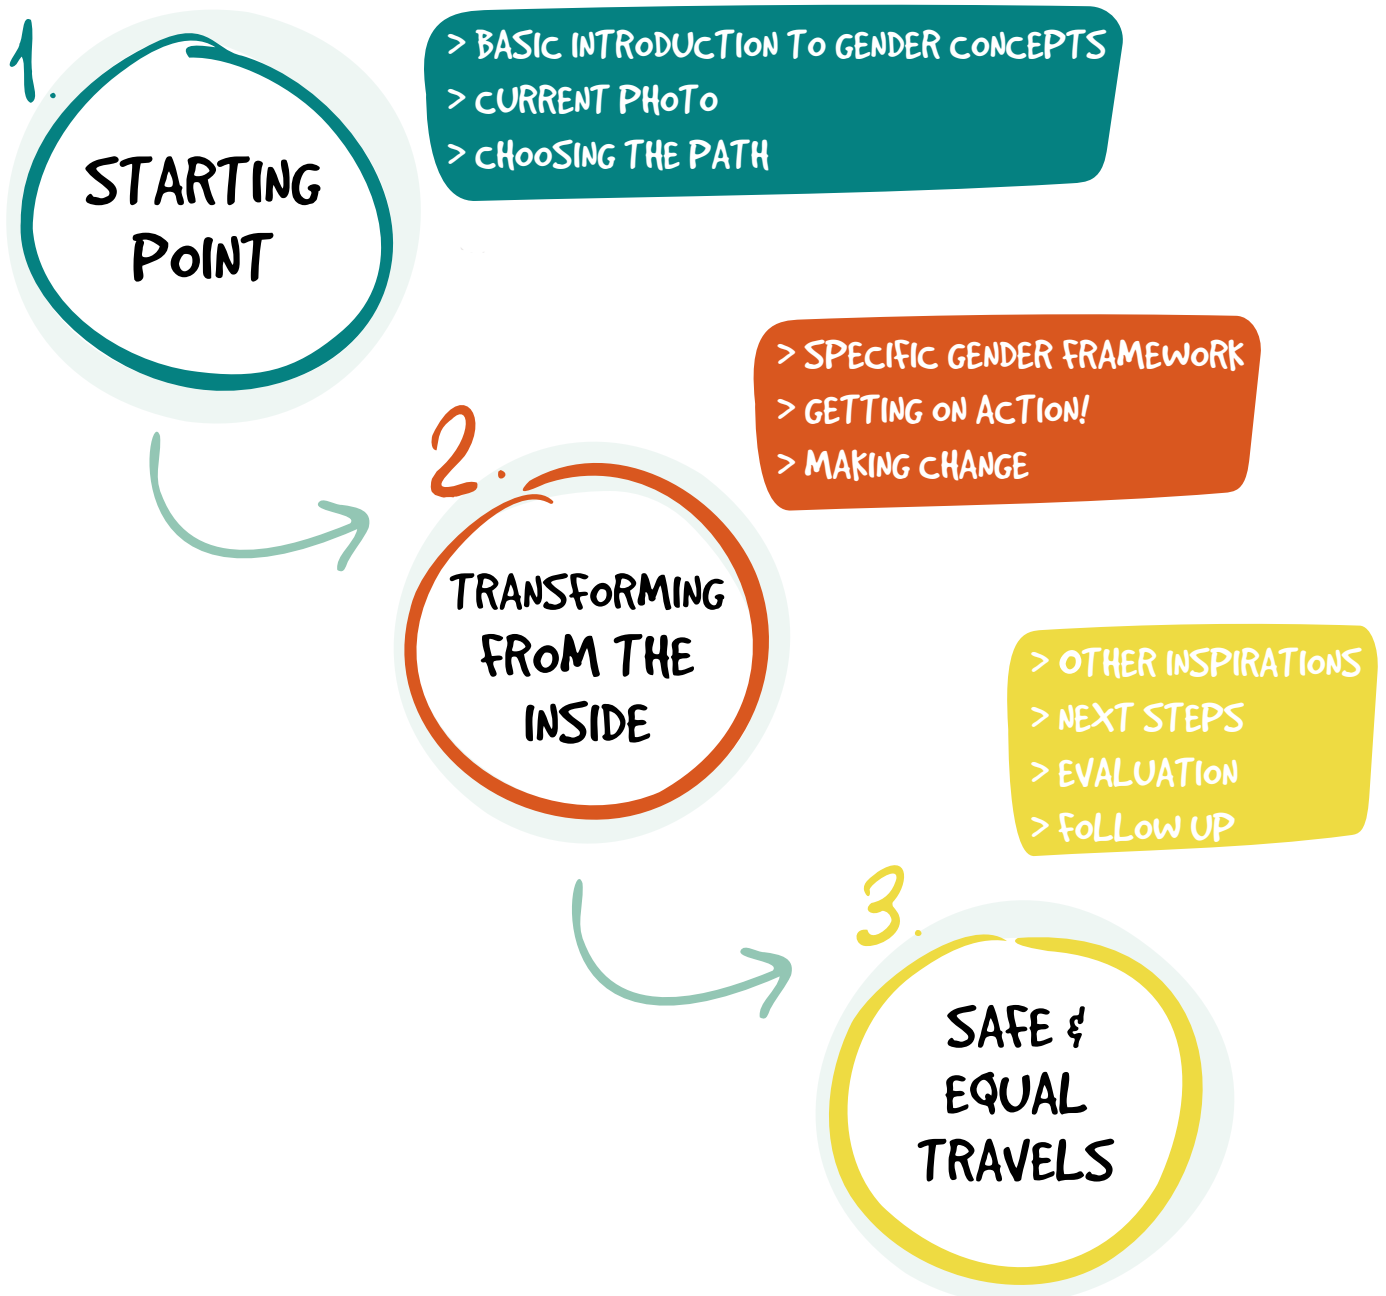 1.
STARTING
POINT
> BASIC INTRODUCTION TO GENDER CONCEPTS
> CURRENT PHOTO
> CHOOSING THE PATH
2.
TRANSFORMING
FROM THE
INSIDE
> SPECIFIC GENDER FRAMEWORK
> GETTING ON ACTION!
> MAKING CHANGE
3.
SAFE &
EQUAL
TRAVELS
> OTHER INSPIRATIONS
> NEXT STEPS
> EVALUATION
> FOLLOW UP